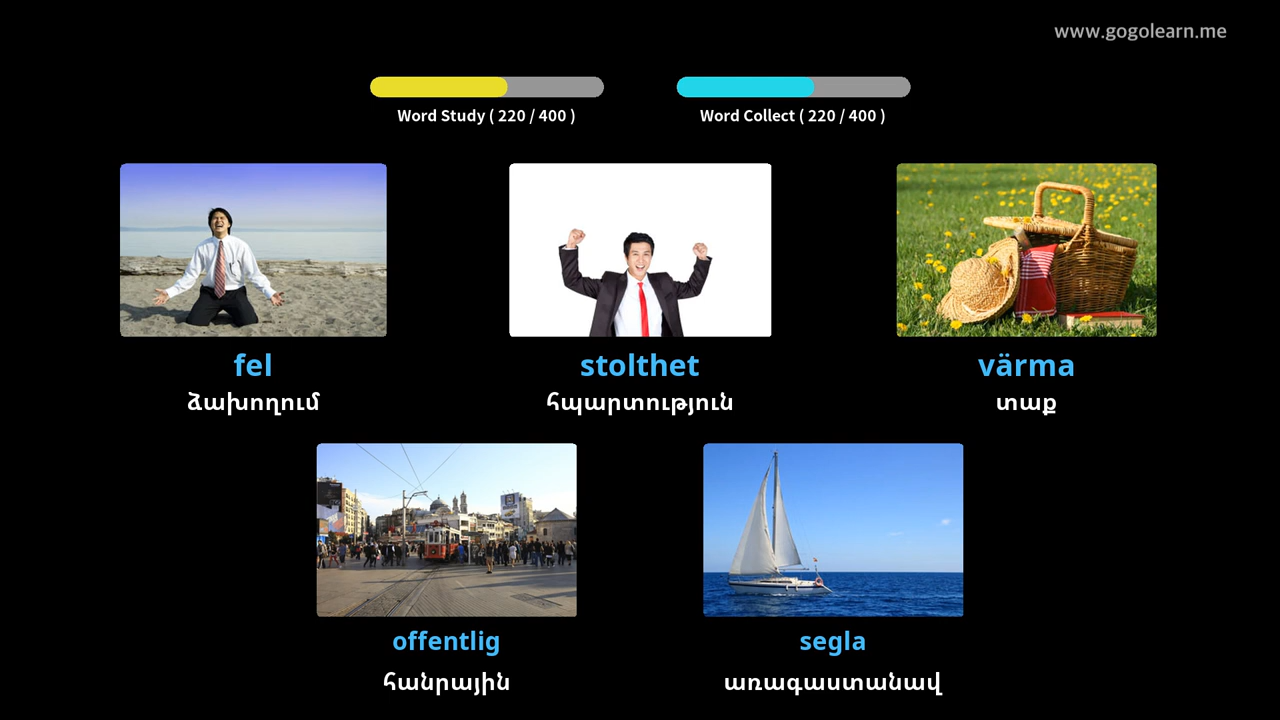 www.gogolearn.me
Word Study ( 220 / 400 )
Word Collect ( 220 / 400 )
fel
ձախողում
stolthet
հպարտություն
värma
տաք
offentlig
հանրային
segla
առագաստանավ